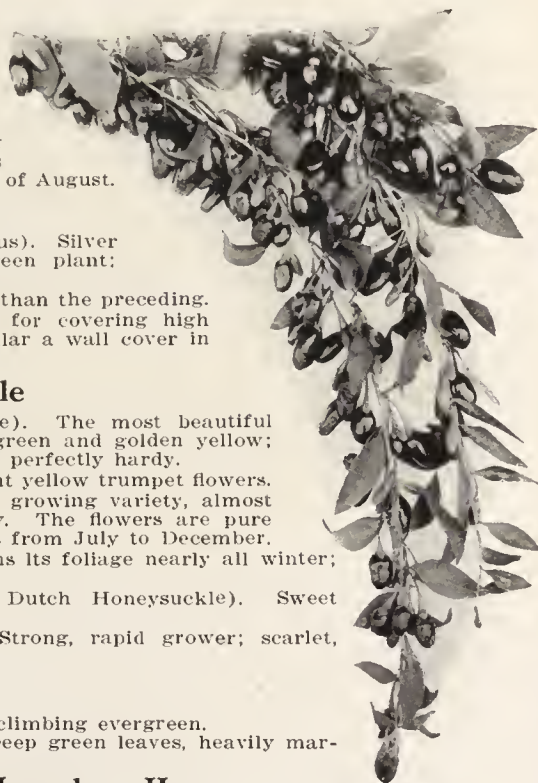 of August.
us). Silver
een plant;
than the preceding.
for covering high
lar a wall cover in
le
e). The most beautiful
green and golden yellow;
perfectly hardy.
nt yellow trumpet flowers.
growing variety, almost
. The flowers are pure
from July to December.
ns Its foliage nearly all winter;
Dutch Honeysuckle). Sweet
Strong, rapid grower; scarlet,
climbing evergreen.
eep green leaves, heavily mar-